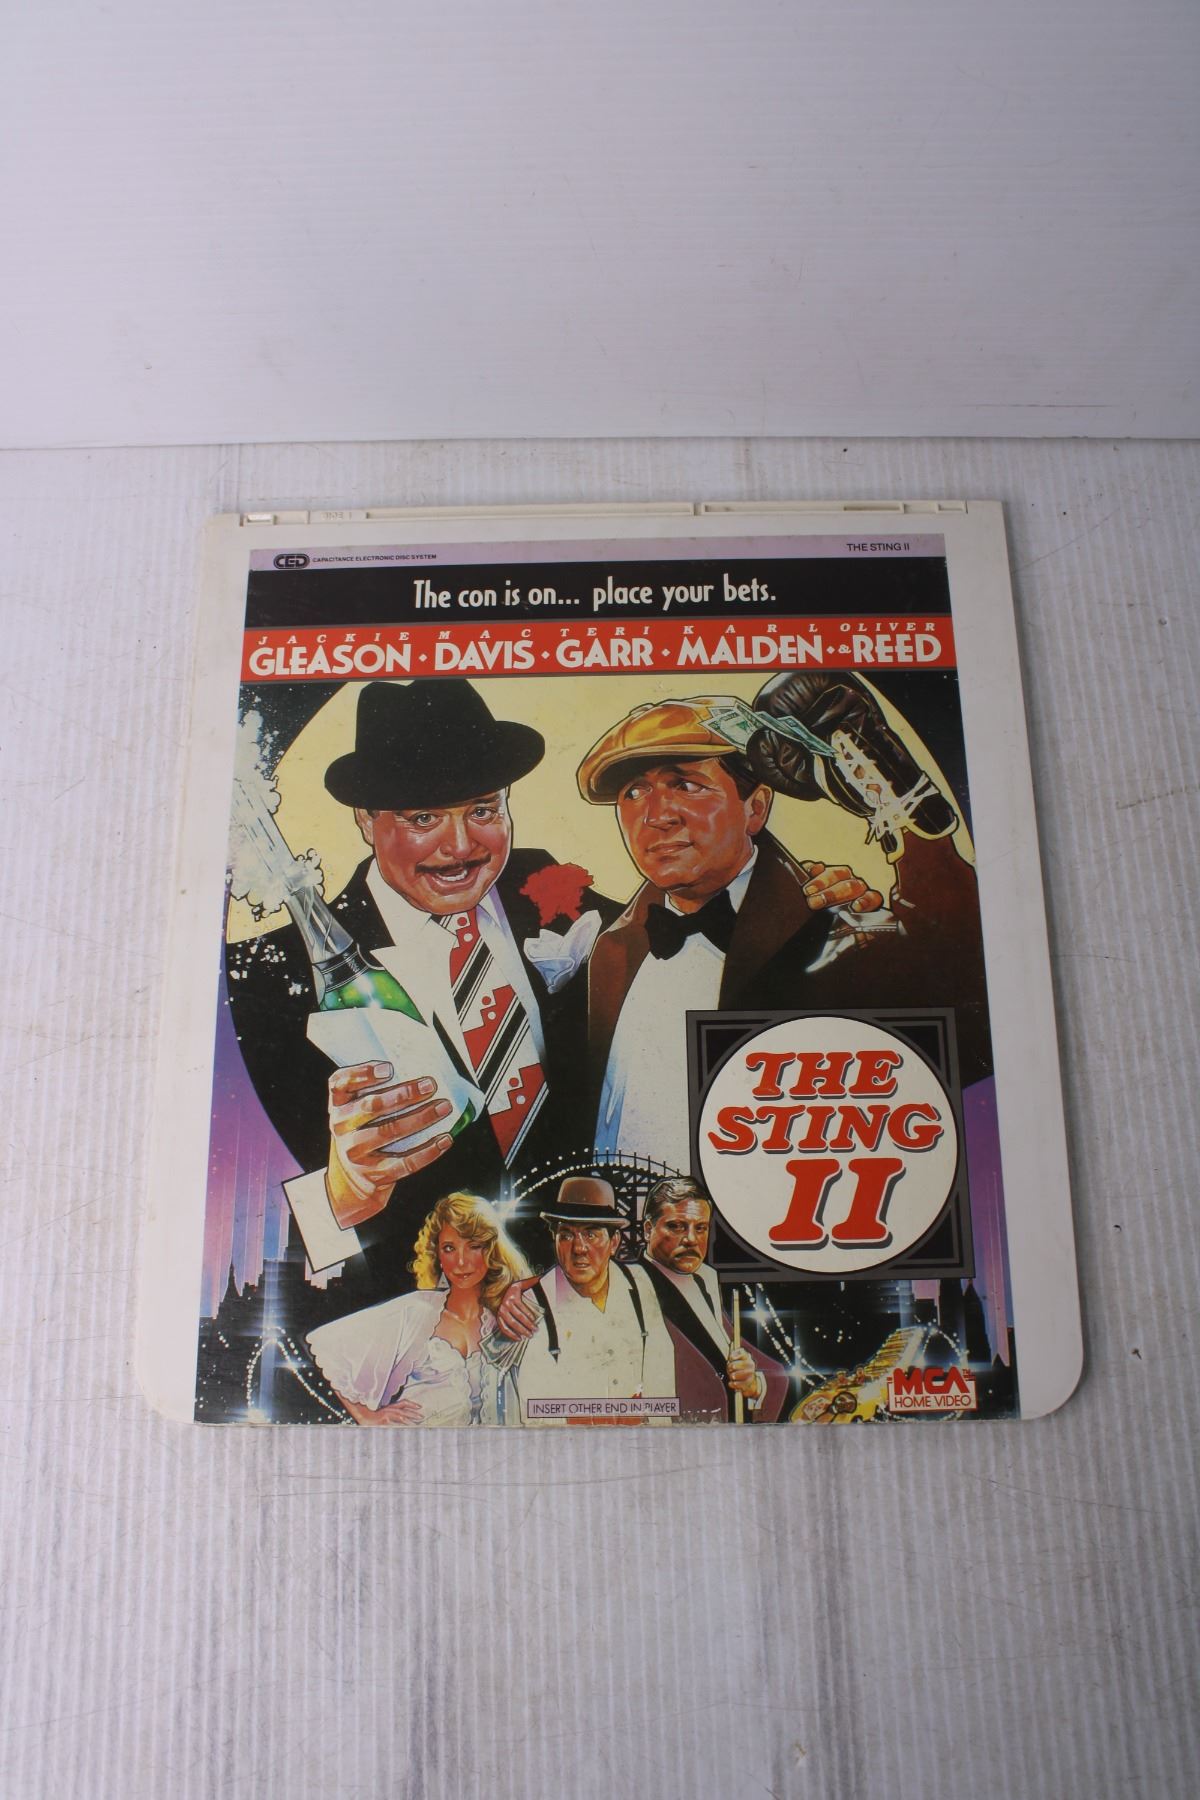 CED CAPACITANCE ELECTRONIC DISC SYSTEM
THE STING II
The con is on... place your bets.
JACKIE MAC TERI KARL OLIVER
GLEASON • DAVIS • GARR • MALDEN • & REED
THE
STING
II
INSERT OTHER END IN PLAYER
MCA TM
HOME VIDEO